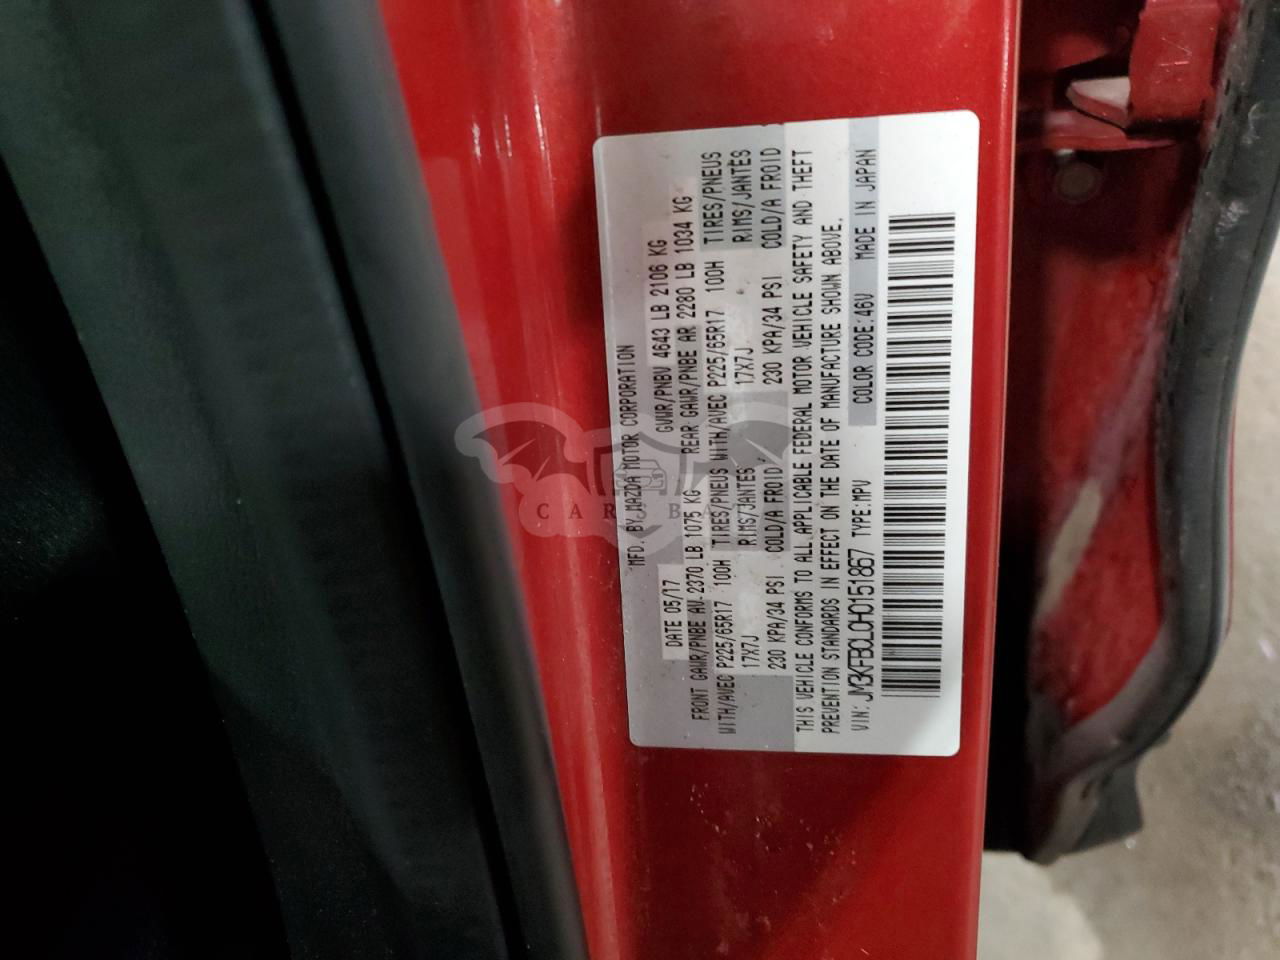 MFD. BY MAZDA MOTOR CORPORATION
DATE 05/17 GVWR/PNBV 4643 LB 2106 KG
FRONT GAWR/PNBE AV 2370 LB 1075 KG REAR GAWR/PNBE AR 2280 LB 1034 KG
WITH/AVEC P225/65R17 100H TIRES/PNEUS WITH/AVEC P225/65R17 100H TIRES/PNEUS
17X7J RIMS/JANTES 17X7J RIMS/JANTES
230 KPA/34 PSI COLD/A FROID 230 KPA/34 PSI COLD/A FROID
THIS VEHICLE CONFORMS TO ALL APPLICABLE FEDERAL MOTOR VEHICLE SAFETY AND THEFT
PREVENTION STANDARDS IN EFFECT ON THE DATE OF MANUFACTURE SHOWN ABOVE.
VIN: JM3KFBCL0H0151867 TYPE:MPV COLOR CODE:46V MADE IN JAPAN